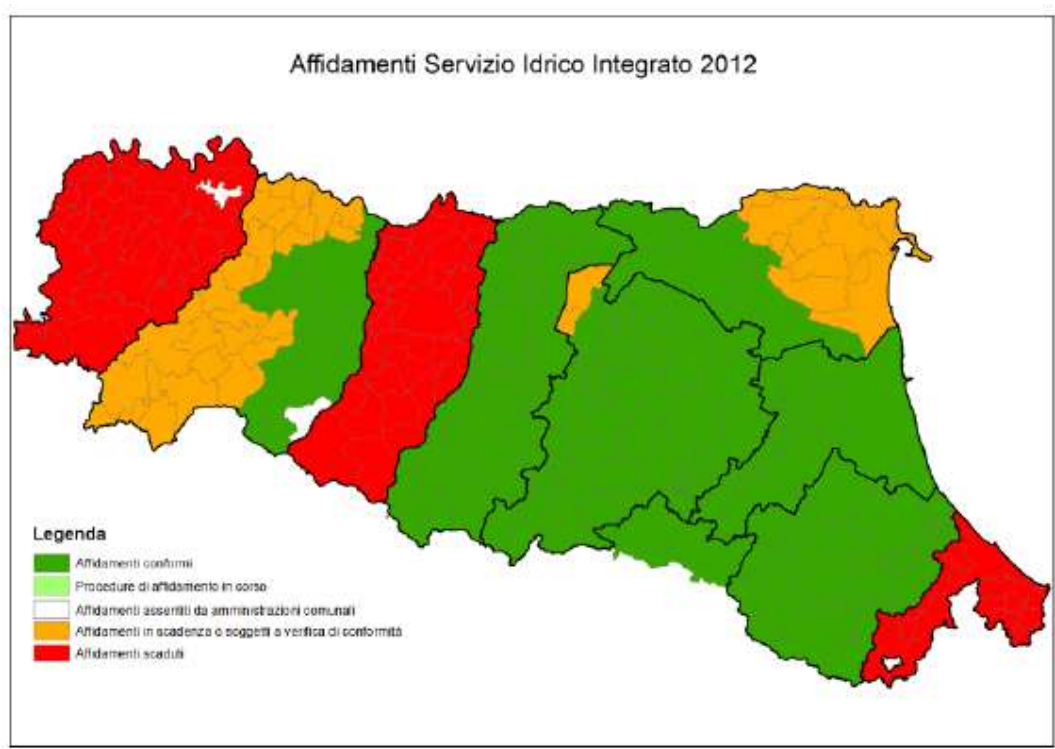 Affidamenti Servizio Idrico Integrato 2012
Legenda
Affidamenti conformi
Procedure di affidamento in corso
Affidamenti assentiti da amministrazioni comunali
Affidamenti in scadenza o soggetti a verifica di conformità
Affidamenti scaduti